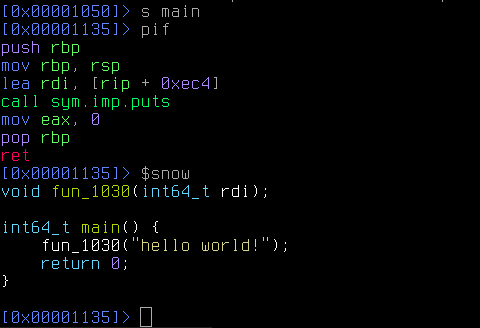 [0x00001050]> s main
[0x00001135]> pif
push rbp
mov rbp, rsp
lea rdi, [rip + 0xec4]
call sym.imp.puts
mov eax, 0
pop rbp
ret
[0x00001135]> $snow
void fun_1030(int64_t rdi);

int64_t main() {
    fun_1030("hello world!");
    return 0;
}

[0x00001135]>